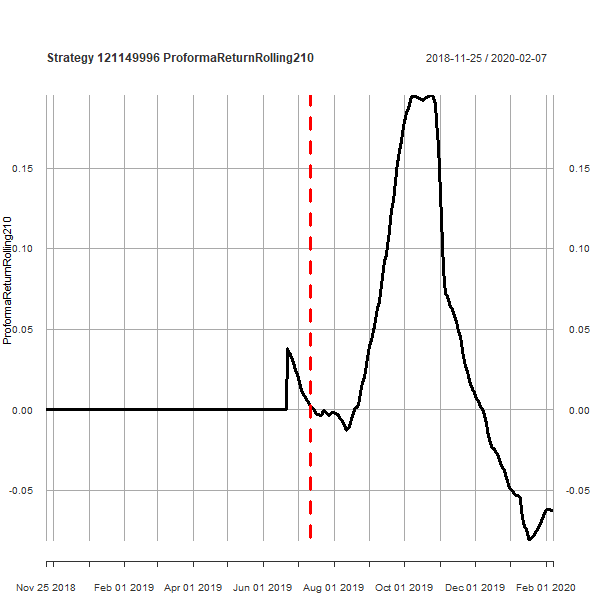 Strategy 121149996 ProformaReturnRolling210
2018-11-25 / 2020-02-07
ProformaReturnRolling210
0.15 0.15
0.10 0.10
0.05 0.05
0.00 0.00
-0.05 -0.05
Nov 25 2018 Feb 01 2019 Apr 01 2019 Jun 01 2019 Aug 01 2019 Oct 01 2019 Dec 01 2019 Feb 01 2020